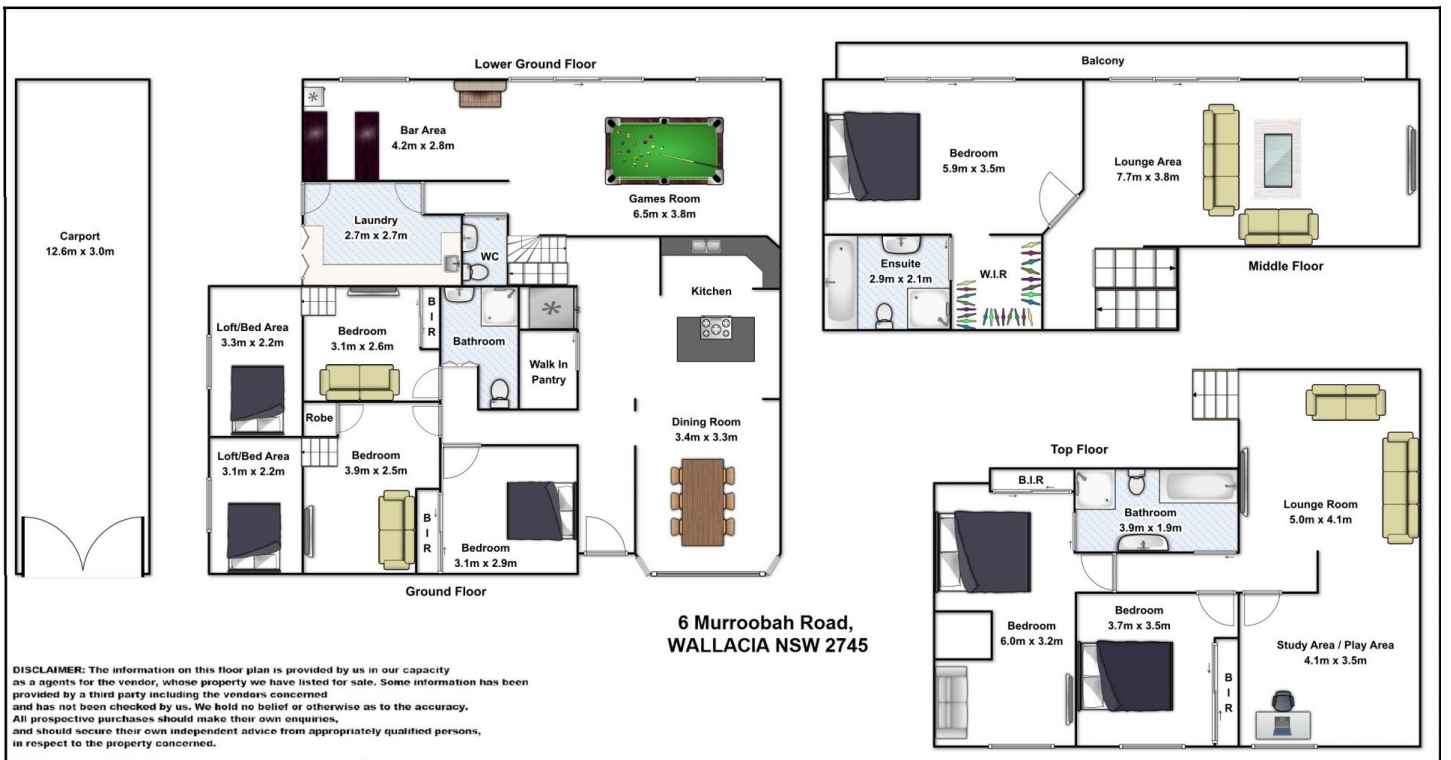 Lower Ground Floor
Carport
12.6m x 3.0m
Bar Area
4.2m x 2.8m
Games Room
6.5m x 3.8m
Laundry
2.7m x 2.7m
WC
Kitchen
Loft/Bed Area
3.3m x 2.2m
Bedroom
3.1m x 2.6m
B
I
R
Bathroom
Walk In
Pantry
Robe
Dining Room
3.4m x 3.3m
Loft/Bed Area
3.1m x 2.2m
Bedroom
3.9m x 2.5m
B
I
R
Bedroom
3.1m x 2.9m
Ground Floor
Balcony
Bedroom
5.9m x 3.5m
Lounge Area
7.7m x 3.8m
Ensuite
2.9m x 2.1m
W.I.R
Middle Floor
Top Floor
B.I.R
Bathroom
3.9m x 1.9m
Lounge Room
5.0m x 4.1m
Bedroom
6.0m x 3.2m
Bedroom
3.7m x 3.5m
B
I
R
Study Area / Play Area
4.1m x 3.5m
6 Murroobah Road,
WALLACIA NSW 2745
DISCLAIMER: The information on this floor plan is provided by us in our capacity
as a agents for the vendor, whose property we have listed for sale. Some information has been
provided by a third party including the vendors concerned
and has not been checked by us. We hold no belief or otherwise as to the accuracy.
All prospective purchases should make their own enquiries,
and should secure their own independent advice from appropriately qualified persons,
in respect to the property concerned.